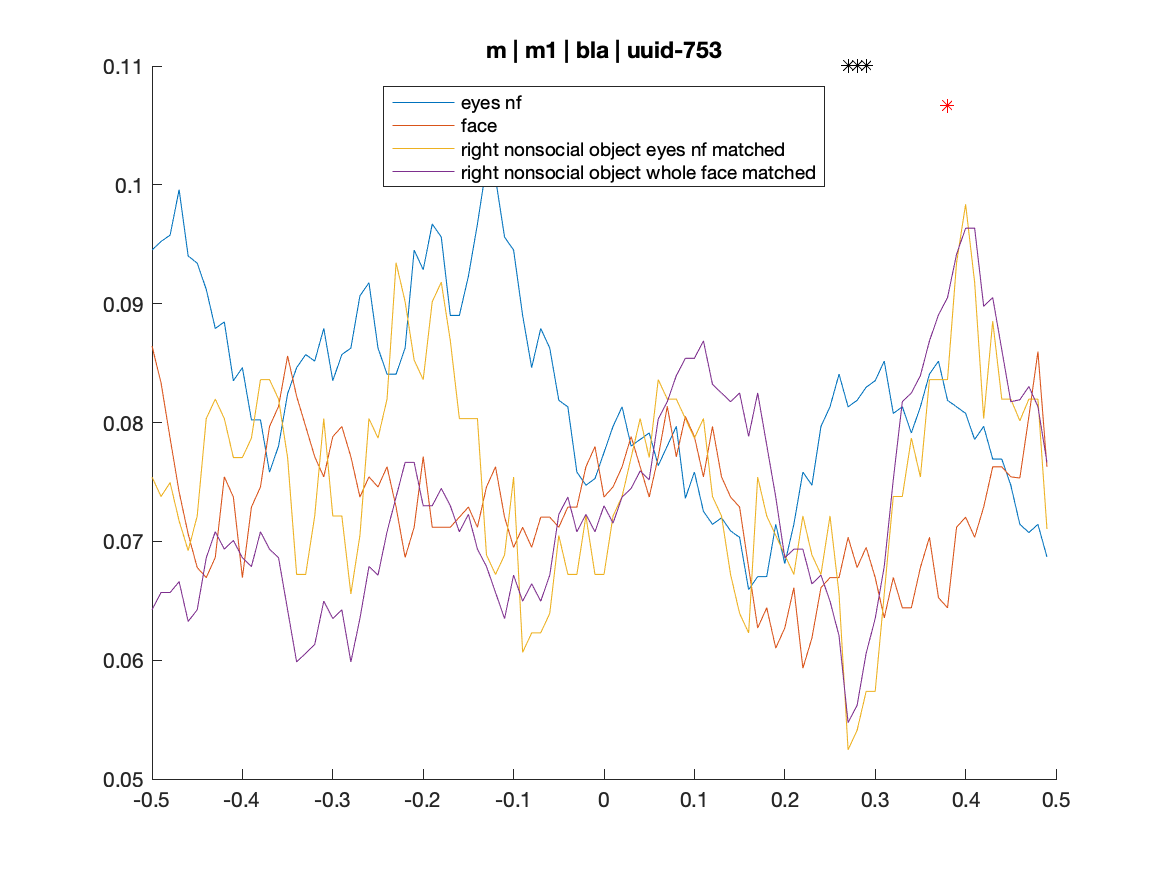 m | m1 | bla | uuid-753
0.11
eyes nf
face
right nonsocial object eyes nf matched
right nonsocial object whole face matched
0.1
0.09
0.08
0.07
0.06
0.05
-0.5 -0.4 -0.3 -0.2 -0.1 0 0.1 0.2 0.3 0.4 0.5